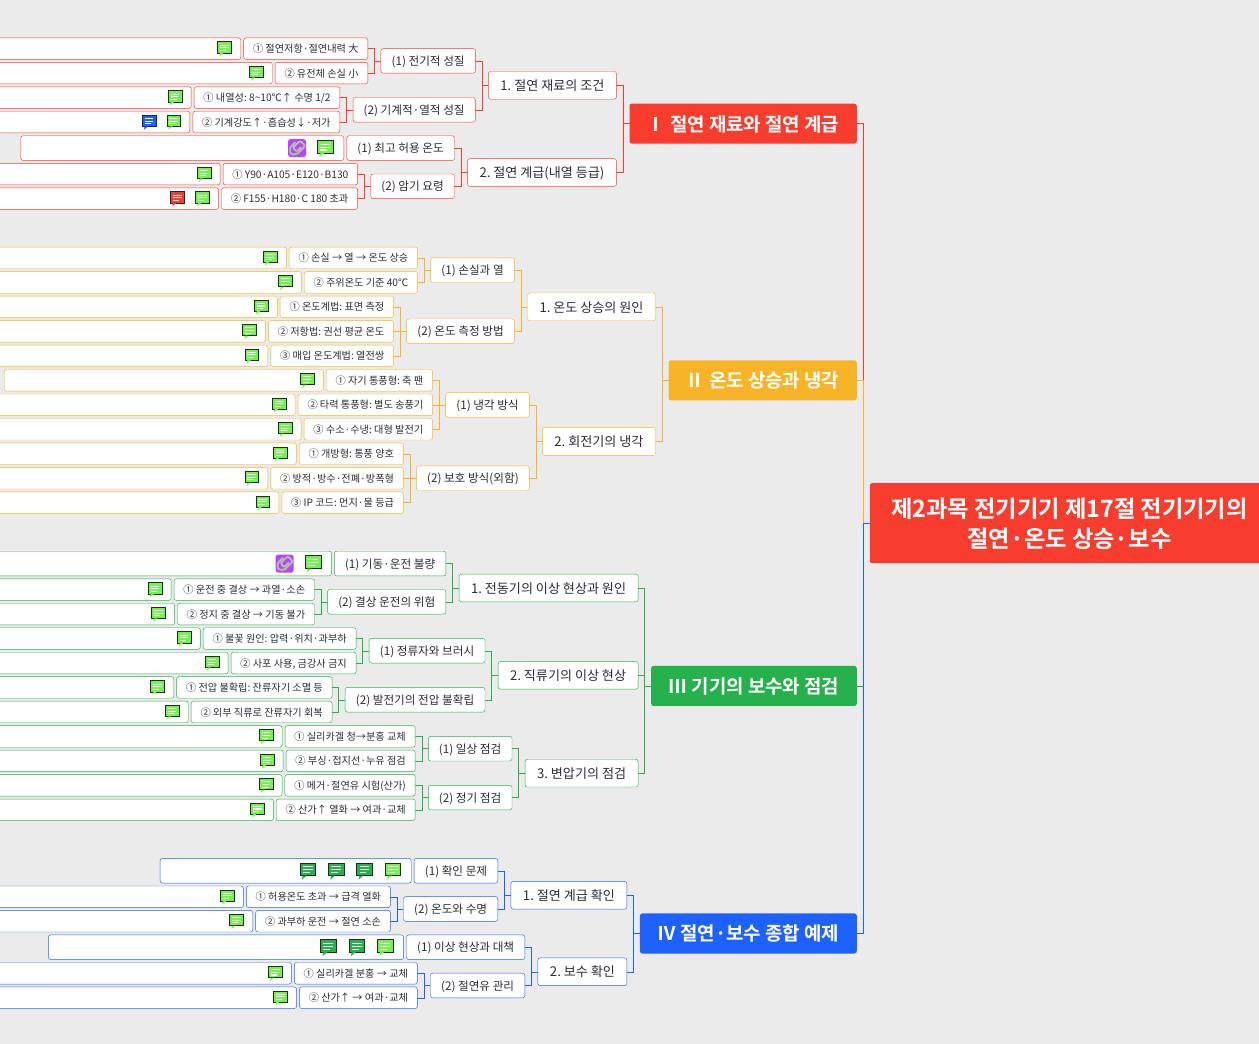 제2과목 전기기기 제17절 전기기기의
절연·온도 상승·보수
Ⅰ 절연 재료와 절연 계급
1. 절연 재료의 조건
(1) 전기적 성질
① 절연저항·절연내력 大
② 유전체 손실 小
(2) 기계적·열적 성질
① 내열성: 8~10℃↑ 수명 1/2
② 기계강도↑·흡습성↓·저가
2. 절연 계급(내열 등급)
(1) 최고 허용 온도
(2) 암기 요령
① Y90·A105·E120·B130
② F155·H180·C 180 초과
Ⅱ 온도 상승과 냉각
1. 온도 상승의 원인
(1) 손실과 열
① 손실 → 열 → 온도 상승
② 주위온도 기준 40℃
(2) 온도 측정 방법
① 온도계법: 표면 측정
② 저항법: 권선 평균 온도
③ 매입 온도계법: 열전쌍
2. 회전기의 냉각
(1) 냉각 방식
① 자기 통풍형: 축 팬
② 타력 통풍형: 별도 송풍기
③ 수소·수냉: 대형 발전기
(2) 보호 방식(외함)
① 개방형: 통풍 양호
② 방적·방수·전폐·방폭형
③ IP 코드: 먼지·물 등급
Ⅲ 기기의 보수와 점검
1. 전동기의 이상 현상과 원인
(1) 기동·운전 불량
(2) 결상 운전의 위험
① 운전 중 결상 → 과열·소손
② 정지 중 결상 → 기동 불가
2. 직류기의 이상 현상
(1) 정류자와 브러시
① 불꽃 원인: 압력·위치·과부하
② 사포 사용, 금강사 금지
(2) 발전기의 전압 불확립
① 전압 불확립: 잔류자기 소멸 등
② 외부 직류로 잔류자기 회복
3. 변압기의 점검
(1) 일상 점검
① 실리카겔 청→분홍 교체
② 부싱·접지선·누유 점검
(2) 정기 점검
① 메거·절연유 시험(산가)
② 산가↑ 열화 → 여과·교체
Ⅳ 절연·보수 종합 예제
1. 절연 계급 확인
(1) 확인 문제
(2) 온도와 수명
① 허용온도 초과 → 급격 열화
② 과부하 운전 → 절연 소손
2. 보수 확인
(1) 이상 현상과 대책
(2) 절연유 관리
① 실리카겔 분홍 → 교체
② 산가↑ → 여과·교체